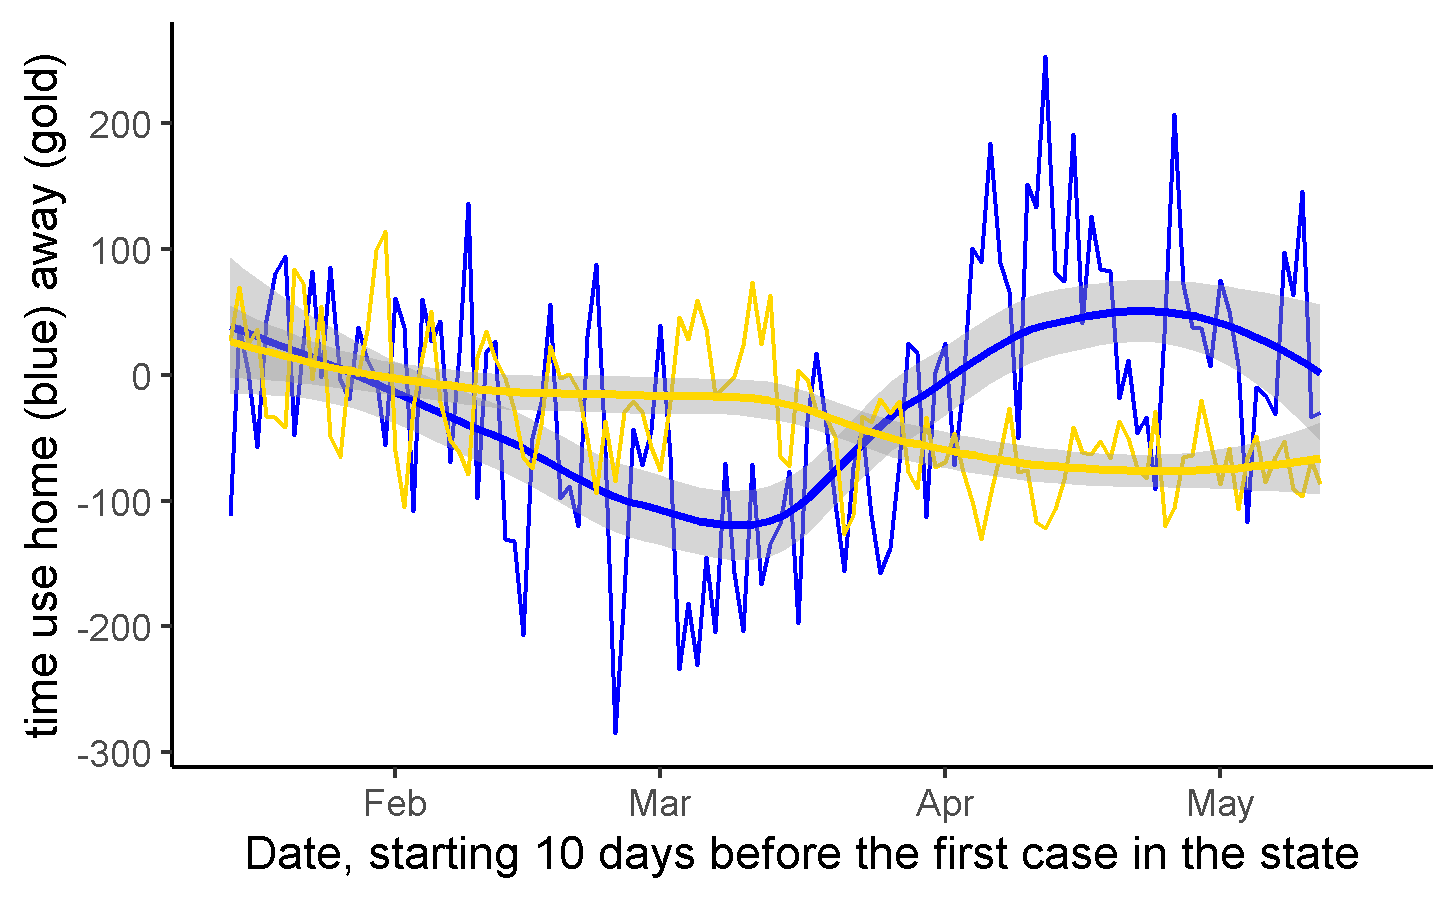 time use home (blue) away (gold)
200
100
0
-100
-200
-300
Feb
Mar
Apr
May
Date, starting 10 days before the first case in the state